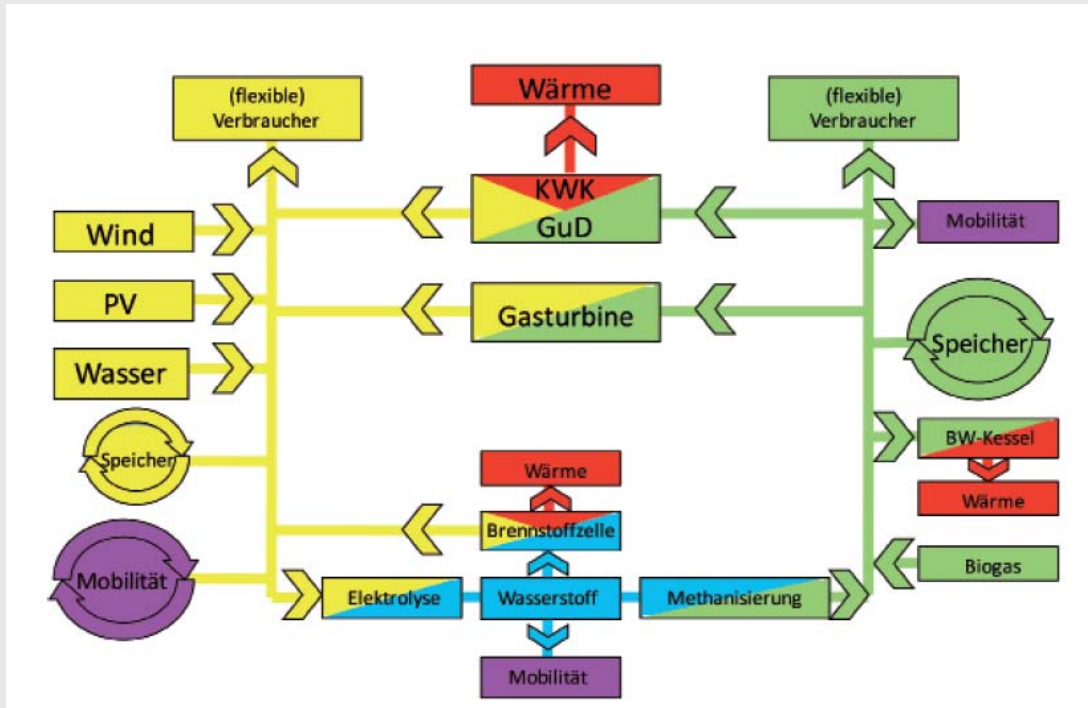 (flexible)
Verbraucher
Wärme
(flexible)
Verbraucher
KWK
GuD
Wind
Mobilität
PV
Gasturbine
Speicher
Wasser
Speicher
BW-Kessel
Wärme
Wärme
Brennstoffzelle
Biogas
Mobilität
Elektrolyse
Wasserstoff
Methanisierung
Mobilität